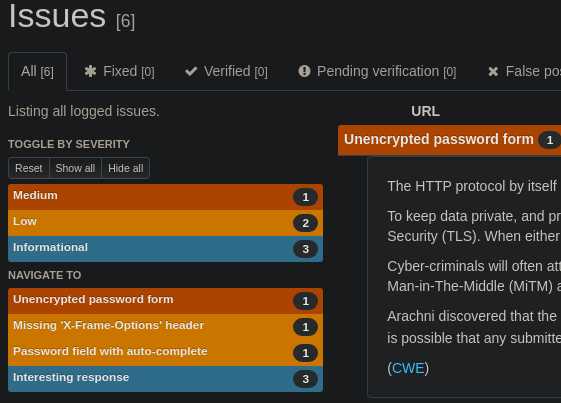 Issues [6]
All [6] Fixed [0] Verified [0] Pending verification [0] False
Listing all logged issues.
URL
TOGGLE BY SEVERITY
Reset Show all Hide all
Medium 1
Low 2
Informational 3
NAVIGATE TO
Unencrypted password form 1
Missing 'X-Frame-Options' header 1
Password field with auto-complete 1
Interesting response 3
Unencrypted password form 1
The HTTP protocol by itself
To keep data private, and
Security (TLS). When either
Cyber-criminals will often
Man-in-The-Middle (MiTM)
Arachni discovered that the
is possible that any
(CWE)